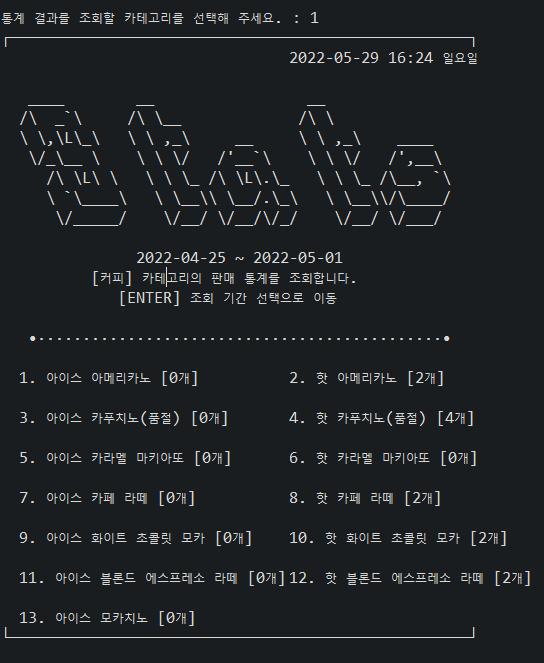 통계 결과를 조회할 카테고리를 선택해 주세요. : 1
2022-05-29 16:24 일요일
Stats
2022-04-25 ~ 2022-05-01
[커피] 카테고리의 판매 통계를 조회합니다.
[ENTER] 조회 기간 선택으로 이동
1. 아이스 아메리카노 [0개] 2. 핫 아메리카노 [2개]
3. 아이스 카푸치노(품절) [0개] 4. 핫 카푸치노(품절) [4개]
5. 아이스 카라멜 마키아또 [0개] 6. 핫 카라멜 마키아또 [0개]
7. 아이스 카페 라떼 [0개] 8. 핫 카페 라떼 [2개]
9. 아이스 화이트 초콜릿 모카 [0개] 10. 핫 화이트 초콜릿 모카 [2개]
11. 아이스 블론드 에스프레소 라떼 [0개] 12. 핫 블론드 에스프레소 라떼 [2개]
13. 아이스 모카치노 [0개]